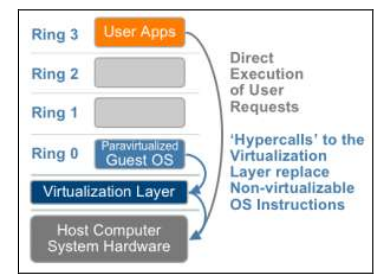 Ring 3
User Apps
Ring 2
Ring 1
Ring 0
Paravirtualized
Guest OS
Virtualization Layer
Host Computer
System Hardware
Direct
Execution
of User
Requests
‘Hypercalls’ to the
Virtualization
Layer replace
Non-virtualizable
OS Instructions